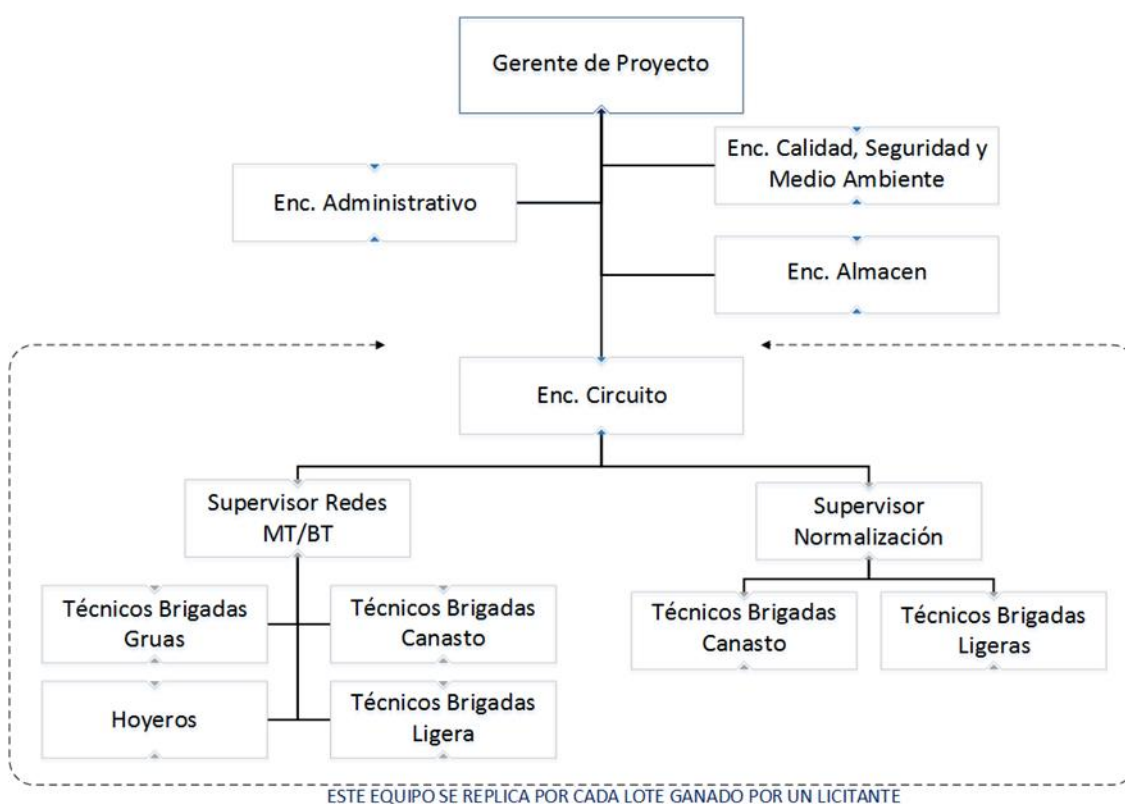 Gerente de Proyecto
Enc. Calidad, Seguridad y
Medio Ambiente
Enc. Administrativo
Enc. Almacen
Enc. Circuito
Supervisor Redes
MT/BT
Supervisor
Normalización
Técnicos Brigadas
Gruas
Técnicos Brigadas
Canasto
Técnicos Brigadas
Canasto
Técnicos Brigadas
Ligeras
Hoyeros
Técnicos Brigadas
Ligera
ESTE EQUIPO SE REPLICA POR CADA LOTE GANADO POR UN LICITANTE